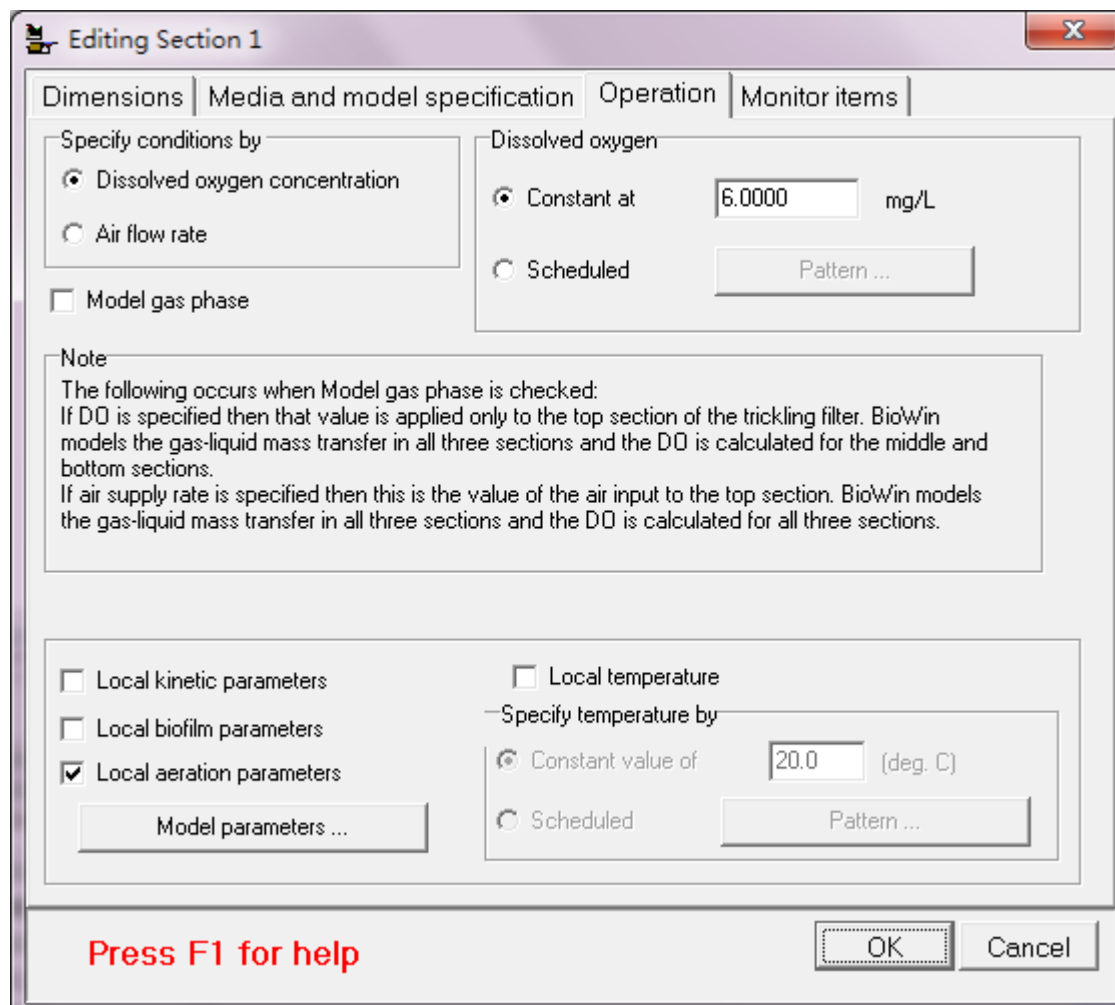 Editing Section 1
Dimensions
Media and model specification
Operation
Monitor items
Specify conditions by
Dissolved oxygen concentration
Air flow rate
Model gas phase
Dissolved oxygen
Constant at
6.0000
mg/L
Scheduled
Pattern ...
Note
The following occurs when Model gas phase is checked:
If DO is specified then that value is applied only to the top section of the trickling filter. BioWin
models the gas-liquid mass transfer in all three sections and the DO is calculated for the middle and
bottom sections.
If air supply rate is specified then this is the value of the air input to the top section. BioWin models
the gas-liquid mass transfer in all three sections and the DO is calculated for all three sections.
Local kinetic parameters
Local biofilm parameters
Local aeration parameters
Model parameters ...
Local temperature
Specify temperature by
Constant value of
20.0
(deg. C)
Scheduled
Pattern ...
Press F1 for help
OK
Cancel